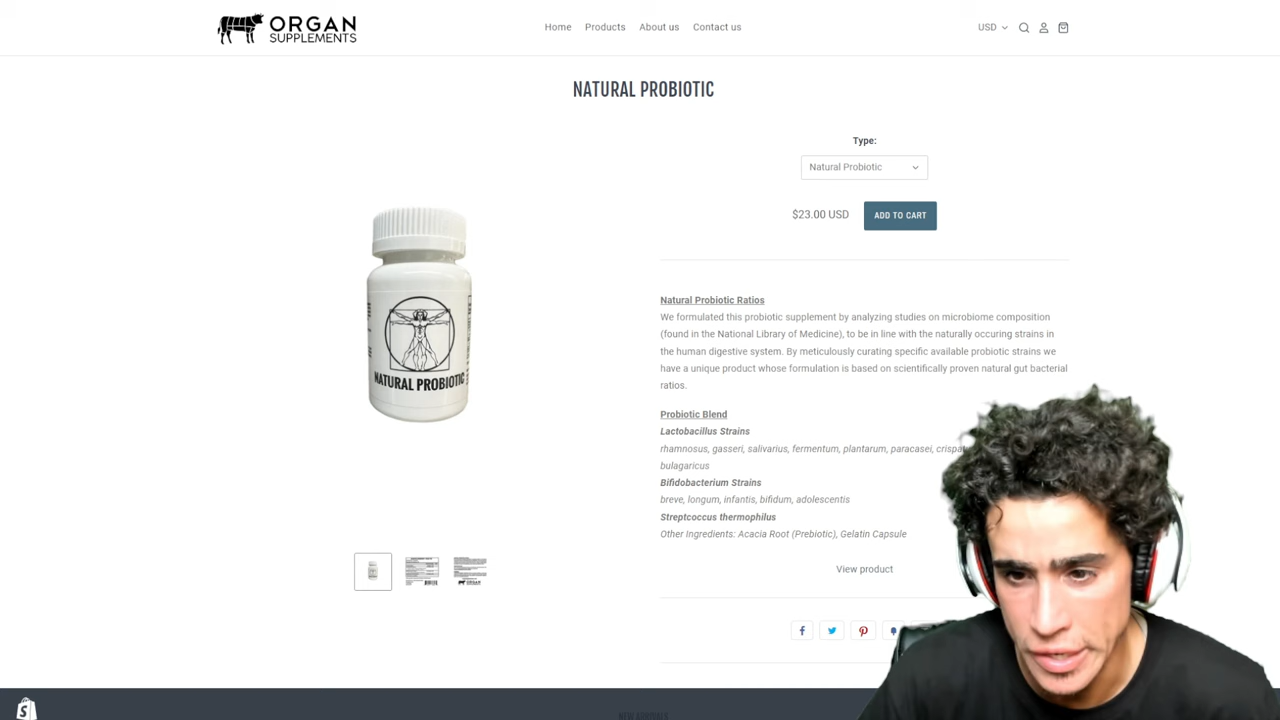 ORGAN
SUPPLEMENTS
Home Products About us Contact us
USD
NATURAL PROBIOTIC
Type:
Natural Probiotic
$23.00 USD ADD TO CART
NATURAL PROBIOTIC
Natural Probiotic Ratios
We formulated this probiotic supplement by analyzing studies on microbiome composition
(found in the National Library of Medicine), to be in line with the naturally occuring strains in
the human digestive system. By meticulously curating specific available probiotic strains we
have a unique product whose formulation is based on scientifically proven natural gut bacterial
ratios.
Probiotic Blend
Lactobacillus Strains
rhamnosus, gasseri, salivarius, fermentum, plantarum, paracasei,
bulagaricus
Bifidobacterium Strains
breve, longum, infantis, bifidum, adolescentis
Streptcoccus thermophilus
Other Ingredients: Acacia Root (Prebiotic), Gelatin Capsule
View product
ORGAN
NEW ARRIVALS